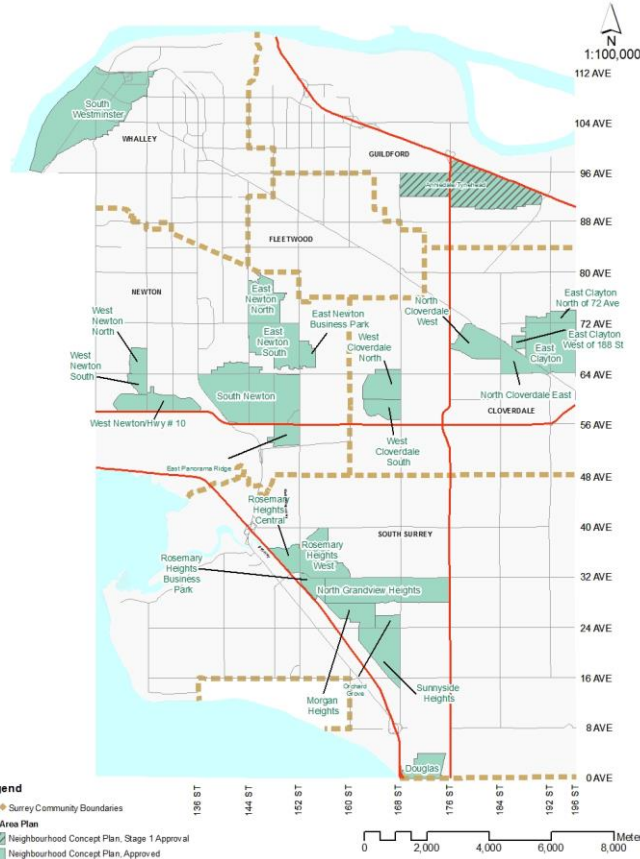 N
1:100,000
112 AVE
South
Westminster
WHALLEY
104 AVE
GUILDFORD
96 AVE
88 AVE
FLEETWOOD
80 AVE
NEWTON
East
Newton
North
North
Cloverdale
West
East Clayton
North of 72 Ave
West
Newton
North
East Newton
Business Park
72 AVE
East Clayton
West of 188 St
East
Newton
South
West
Cloverdale
North
East
Clayton
West
Newton
South
64 AVE
South Newton
North Cloverdale East
CLOVERDALE
West Newton/Hwy # 10
56 AVE
West
Cloverdale
South
East Panorama Ridge
48 AVE
Rosemary
Heights
Central
40 AVE
SOUTH SURREY
Rosemary
Heights
West
Rosemary
Heights
Business
Park
32 AVE
North Grandview Heights
24 AVE
Orchard
Grove
16 AVE
Morgan
Heights
Sunnyside
Heights
8 AVE
Douglas
0 AVE
136 ST
144 ST
152 ST
160 ST
168 ST
176 ST
184 ST
192 ST
196 ST
gend
Surrey Community Boundaries
Area Plan
Neighbourhood Concept Plan, Stage 1 Approval
Neighbourhood Concept Plan, Approved
0 2,000 4,000 6,000 8,000
Mete